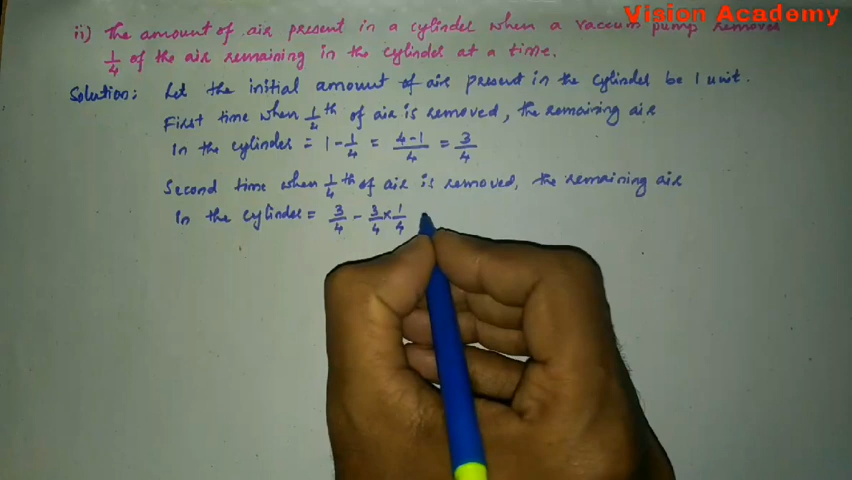 Vision Academy
ii) The amount of air present in a cylinder when a vacuum pump removes
1/4 of the air remaining in the cylinder at a time.
Solution: Let the initial amount of air present in the cylinder be 1 unit.
First time when 1/4 th of air is removed, the remaining air
In the cylinder = 1 - 1/4 = 4-1/4 = 3/4
Second time when 1/4 th of air is removed, the remaining air
In the cylinder = 3/4 - 3/4 × 1/4